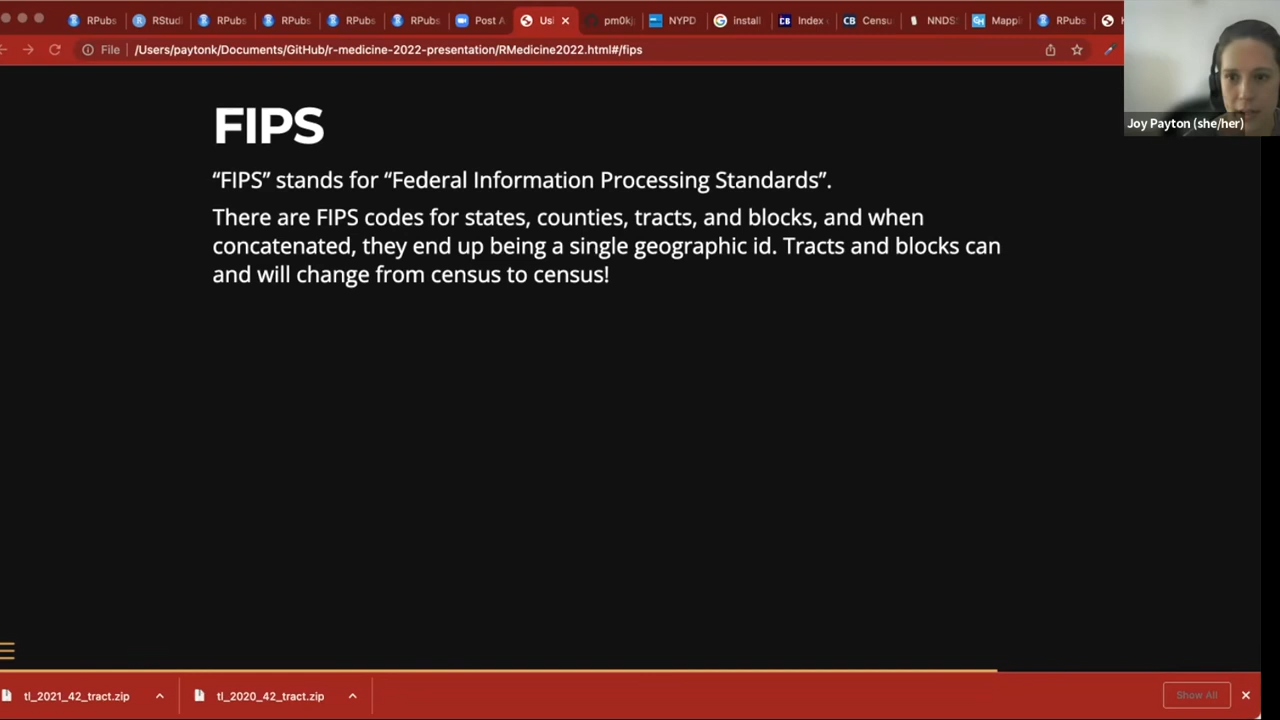 RPubs RStudi RPubs RPubs RPubs RPubs Post A Usi pm0kj NYPD install Index Censu NNDS Mappi RPubs
File /Users/paytonk/Documents/GitHub/r-medicine-2022-presentation/RMedicine2022.html#/fips
Joy Payton (she/her)
FIPS
“FIPS” stands for “Federal Information Processing Standards”.
There are FIPS codes for states, counties, tracts, and blocks, and when
concatenated, they end up being a single geographic id. Tracts and blocks can
and will change from census to census!
tl_2021_42_tract.zip tl_2020_42_tract.zip Show All